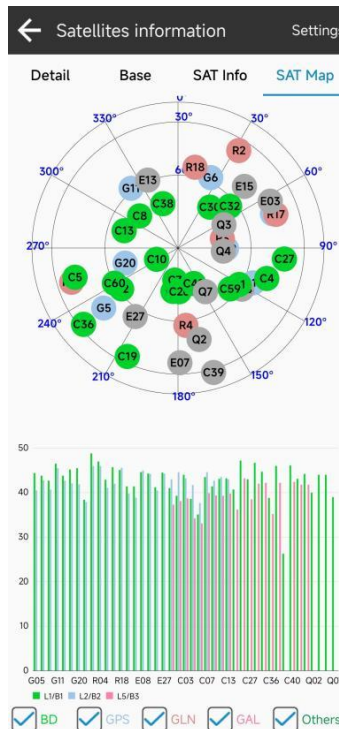 Satellites information Settings
Detail Base SAT Info SAT Map
0°
30° 30° 30°
R2
R18
E13 G6
G11 E15
300° 60°
E03
C38 C32
R17
C8
Q3
C13
270° Q4 90°
C10 C27
G20
C5 C4
C60 C59
Q7
G5
240° E27 120°
C36 R4
Q2
C19 E07
C39
210° 150°
180°
50
40
30
20
10
0
G05 G11 G20 R04 R18 E08 E27 C03 C07 C13 C27 C36 C40 Q02
L1/B1 L2/B2 L5/B3
BD GPS GLN GAL Others